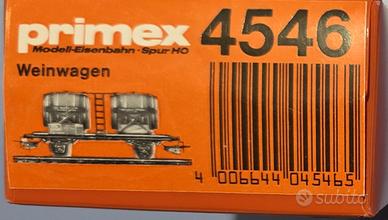 primex 4546
Modell-Eisenbahn · Spur HO
Weinwagen
4 006644 045465
subito